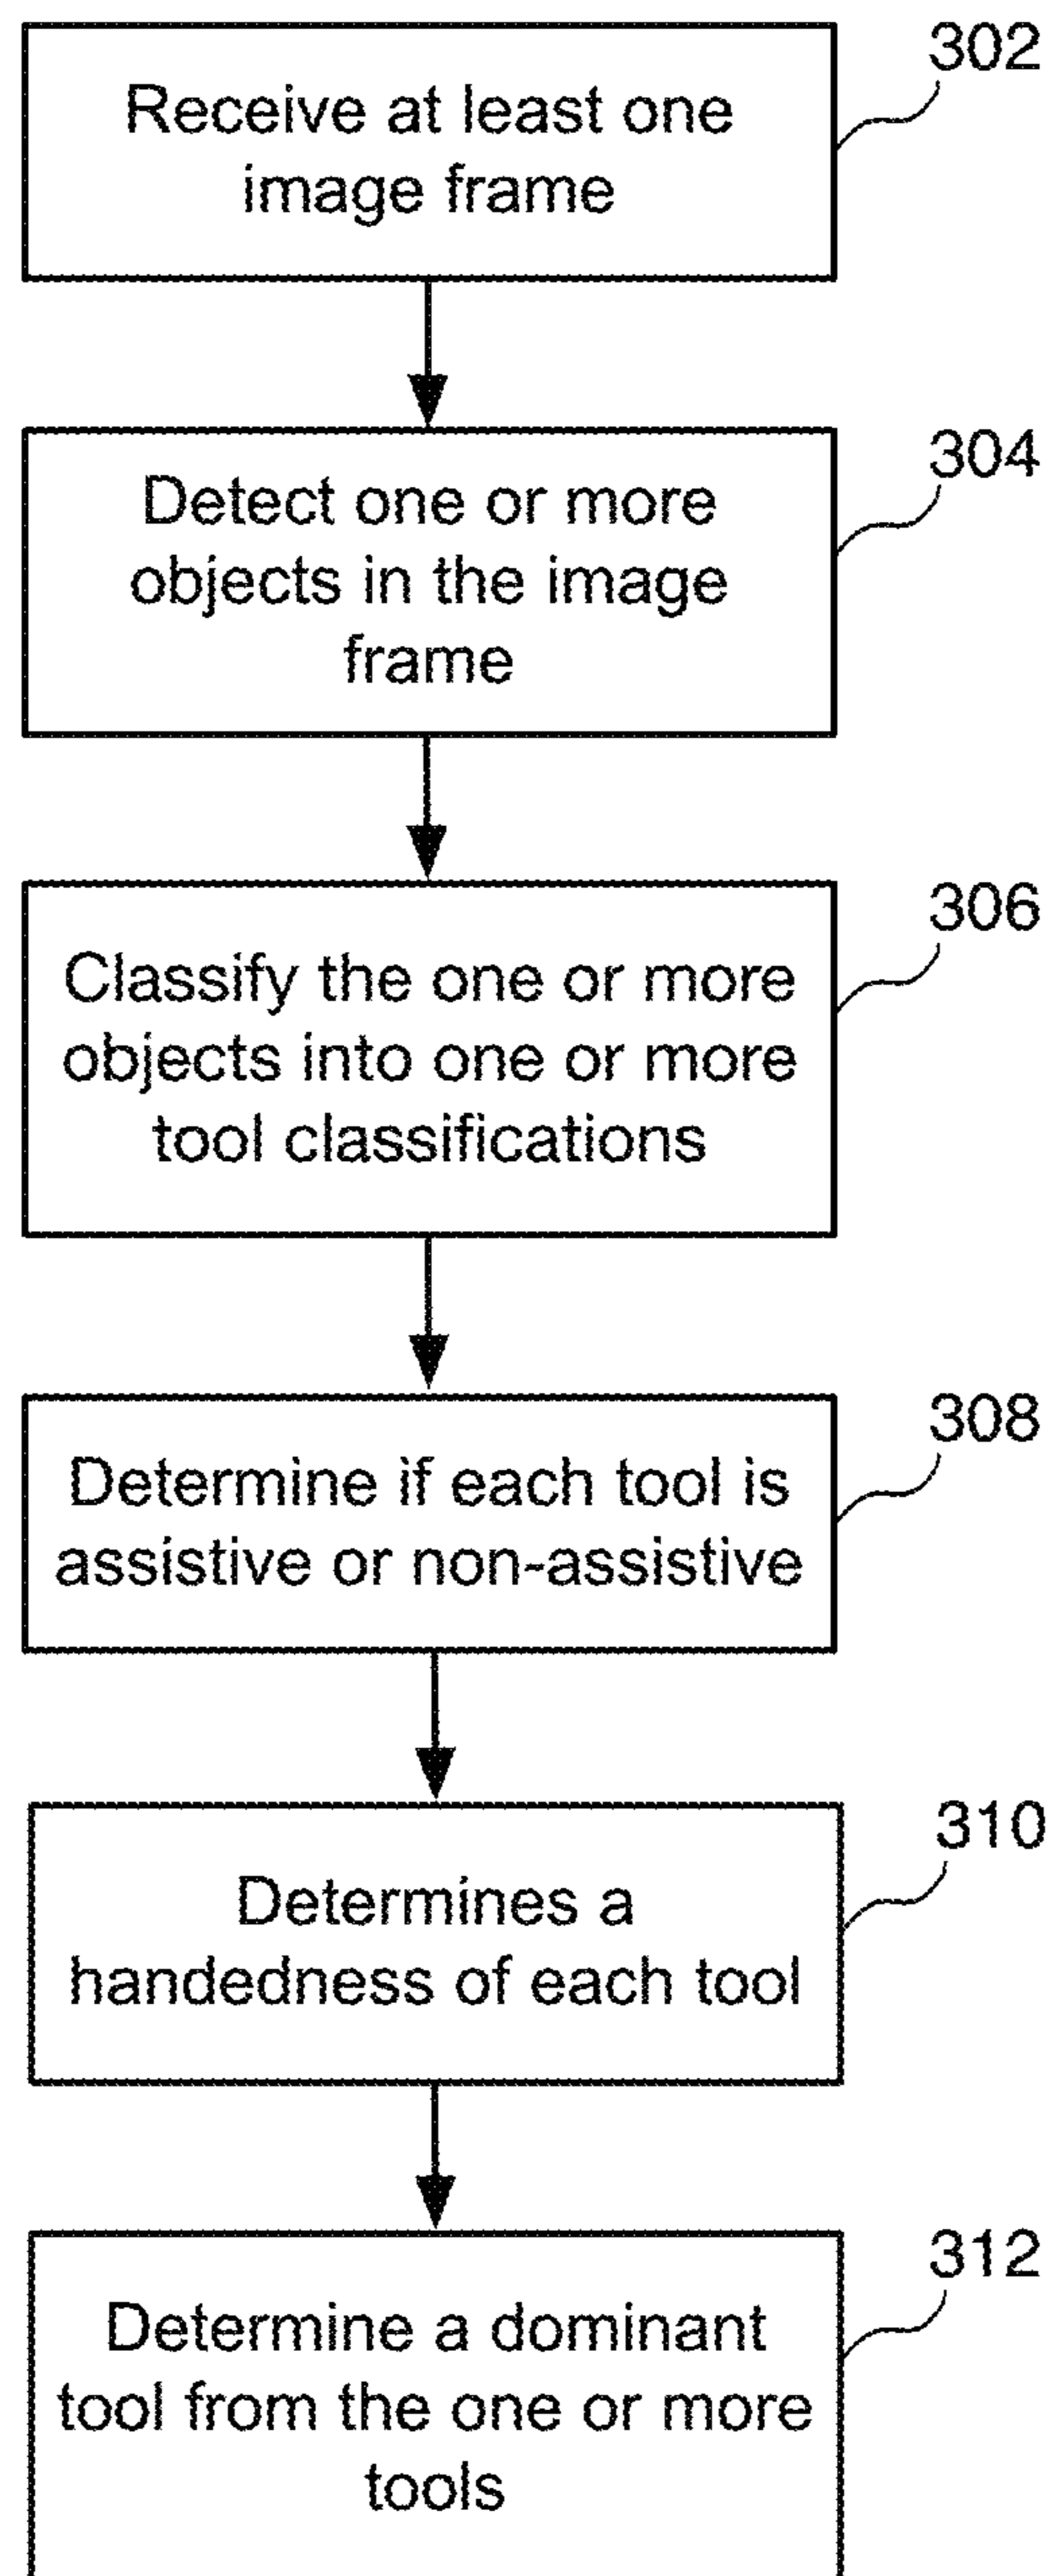 302
Receive at least one
image frame
304
Detect one or more
objects in the image
frame
306
Classify the one or more
objects into one or more
tool classifications
308
Determine if each tool is
assistive or non-assistive
310
Determines a
handedness of each tool
312
Determine a dominant
tool from the one or more
tools